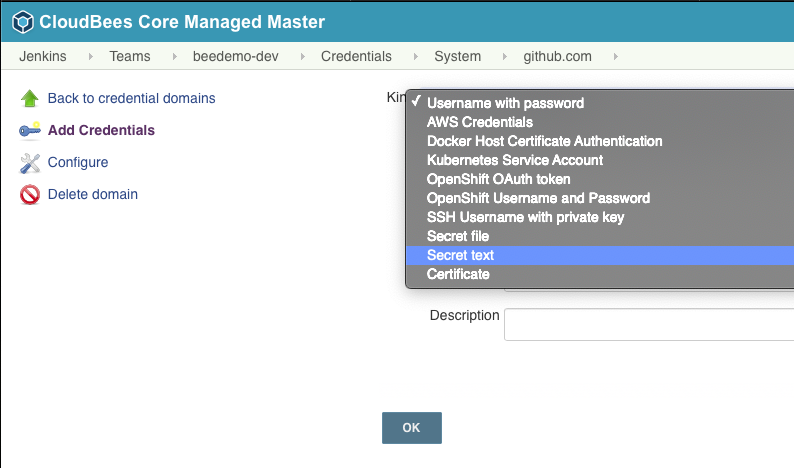 CloudBees Core Managed Master
Jenkins Teams beedemo-dev Credentials System github.com
Back to credential domains
Add Credentials
Configure
Delete domain
Kin
✓ Username with password
AWS Credentials
Docker Host Certificate Authentication
Kubernetes Service Account
OpenShift OAuth token
OpenShift Username and Password
SSH Username with private key
Secret file
Secret text
Certificate
Description
OK